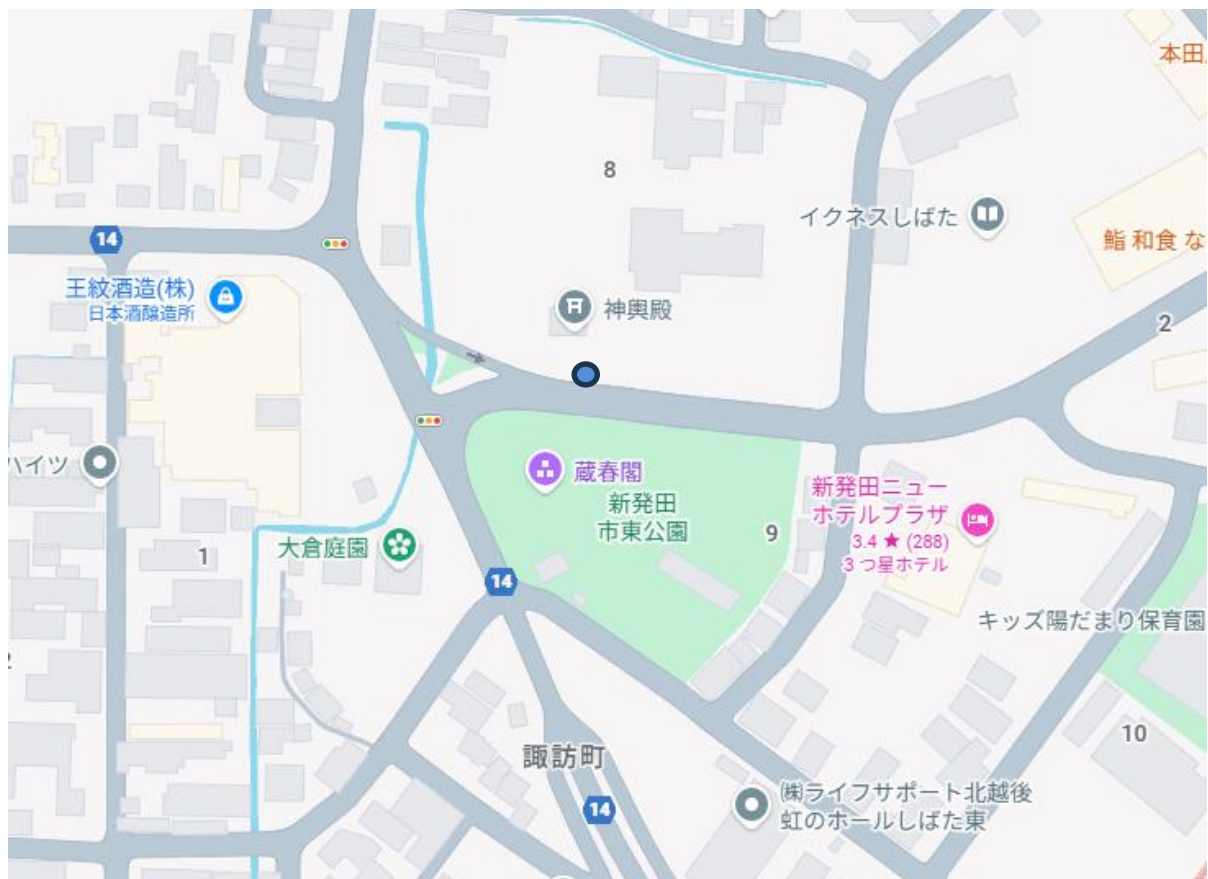 本田
8
イクネスしばた
14
鮨 和食 な
王紋酒造(株)
日本酒醸造所
神輿殿
2
ハイツ
蔵春閣
新発田
市東公園
新発田ニュー
ホテルプラザ
3.4 ★ (288)
3 つ星ホテル
9
大倉庭園
1
14
キッズ陽だまり保育園
10
諏訪町
14
㈱ライフサポート北越後
虹のホールしばた東